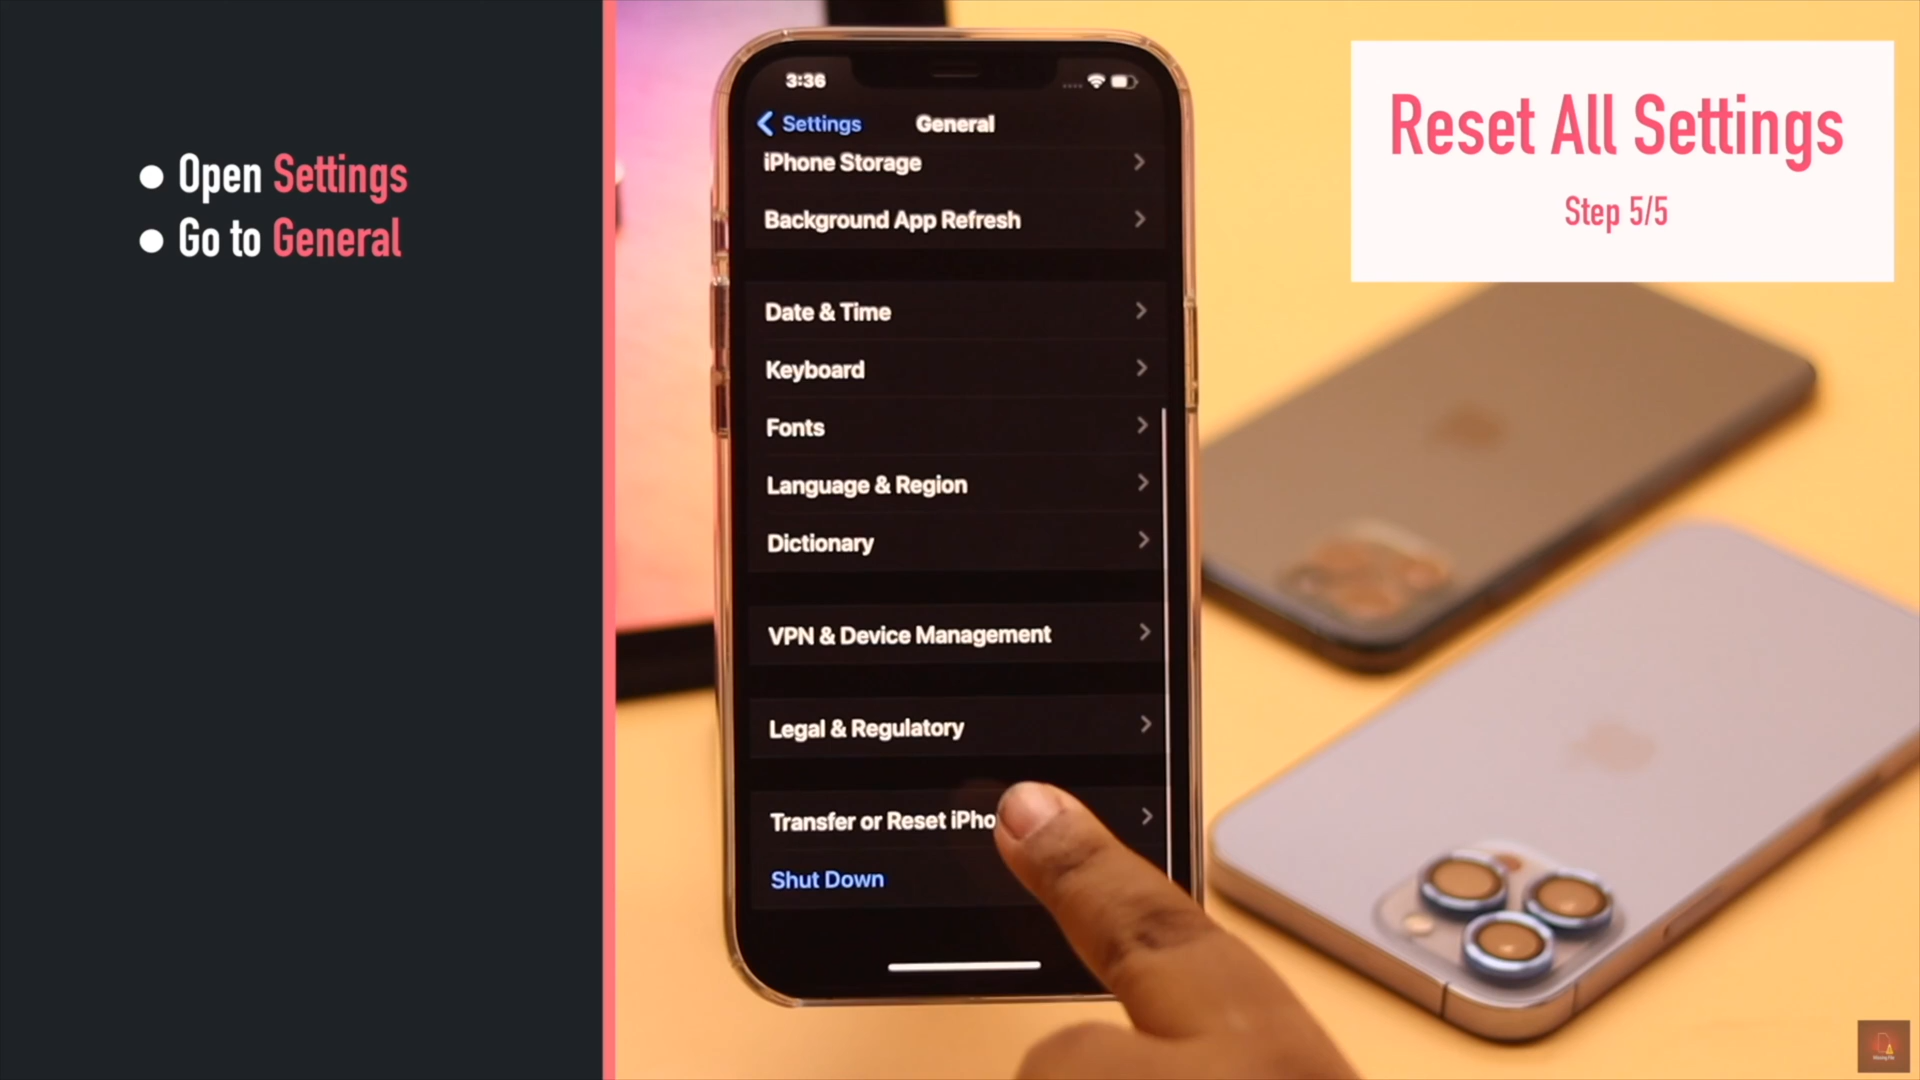 • Open Settings
• Go to General
Reset All Settings
Step 5/5
3:36
Settings
General
iPhone Storage
Background App Refresh
Date & Time
Keyboard
Fonts
Language & Region
Dictionary
VPN & Device Management
Legal & Regulatory
Transfer or Reset iPho
Shut Down